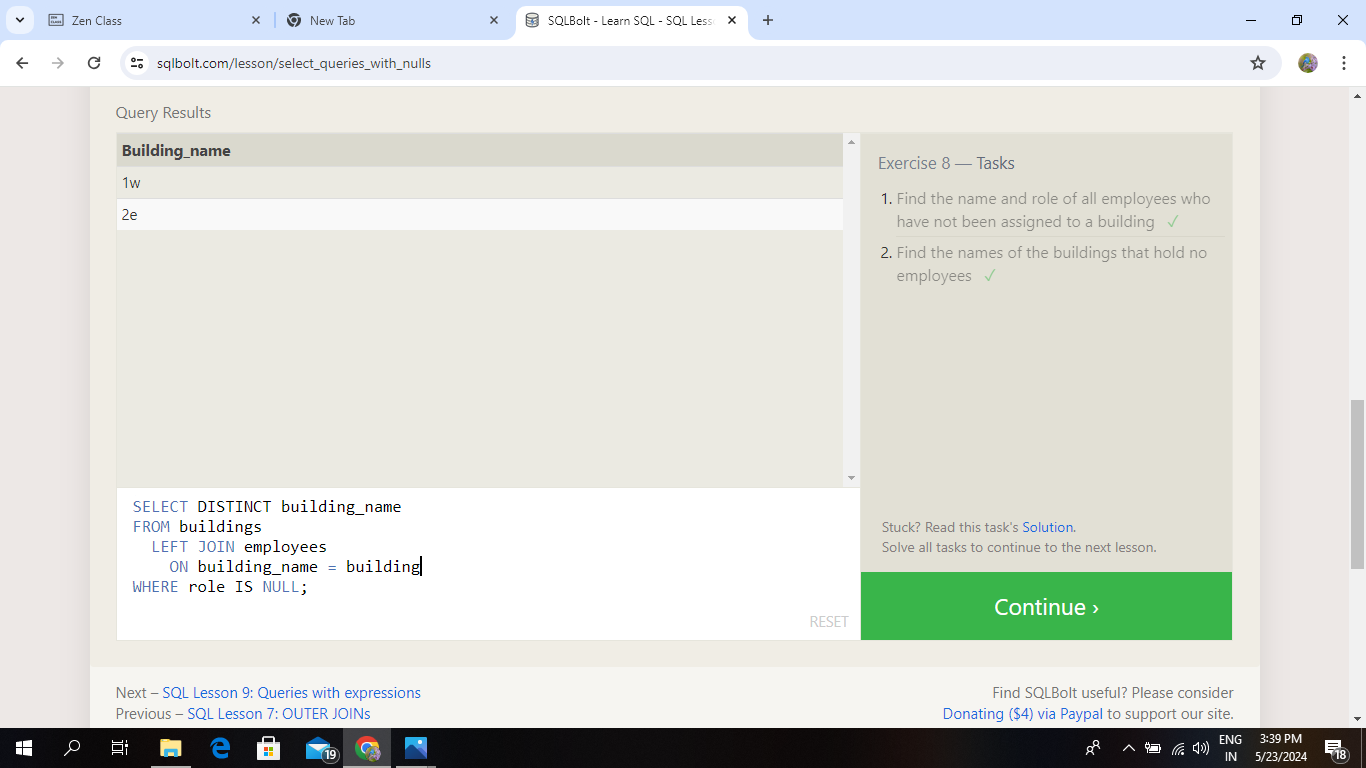 Zen Class
New Tab
SQLBolt - Learn SQL - SQL Less
sqlbolt.com/lesson/select_queries_with_nulls
Query Results
Building_name
1w
2e
Exercise 8 — Tasks
1. Find the name and role of all employees who
have not been assigned to a building ✓
2. Find the names of the buildings that hold no
employees ✓
SELECT DISTINCT building_name
FROM buildings
LEFT JOIN employees
ON building_name = building
WHERE role IS NULL;
RESET
Stuck? Read this task's Solution.
Solve all tasks to continue to the next lesson.
Continue ›
Next – SQL Lesson 9: Queries with expressions
Previous – SQL Lesson 7: OUTER JOINs
Find SQLBolt useful? Please consider
Donating ($4) via Paypal to support our site.
19
ENG
IN
3:39 PM
5/23/2024
18